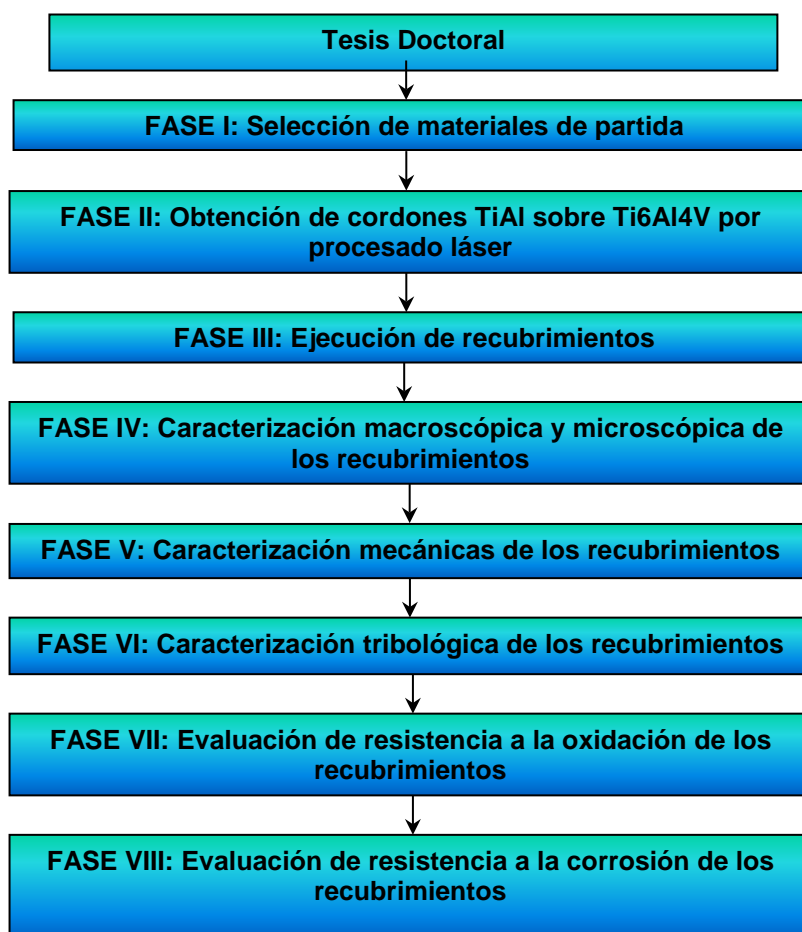 Tesis Doctoral
FASE I: Selección de materiales de partida
FASE II: Obtención de cordones TiAl sobre Ti6Al4V por
procesado láser
FASE III: Ejecución de recubrimientos
FASE IV: Caracterización macroscópica y microscópica de
los recubrimientos
FASE V: Caracterización mecánicas de los recubrimientos
FASE VI: Caracterización tribológica de los recubrimientos
FASE VII: Evaluación de resistencia a la oxidación de los
recubrimientos
FASE VIII: Evaluación de resistencia a la corrosión de los
recubrimientos